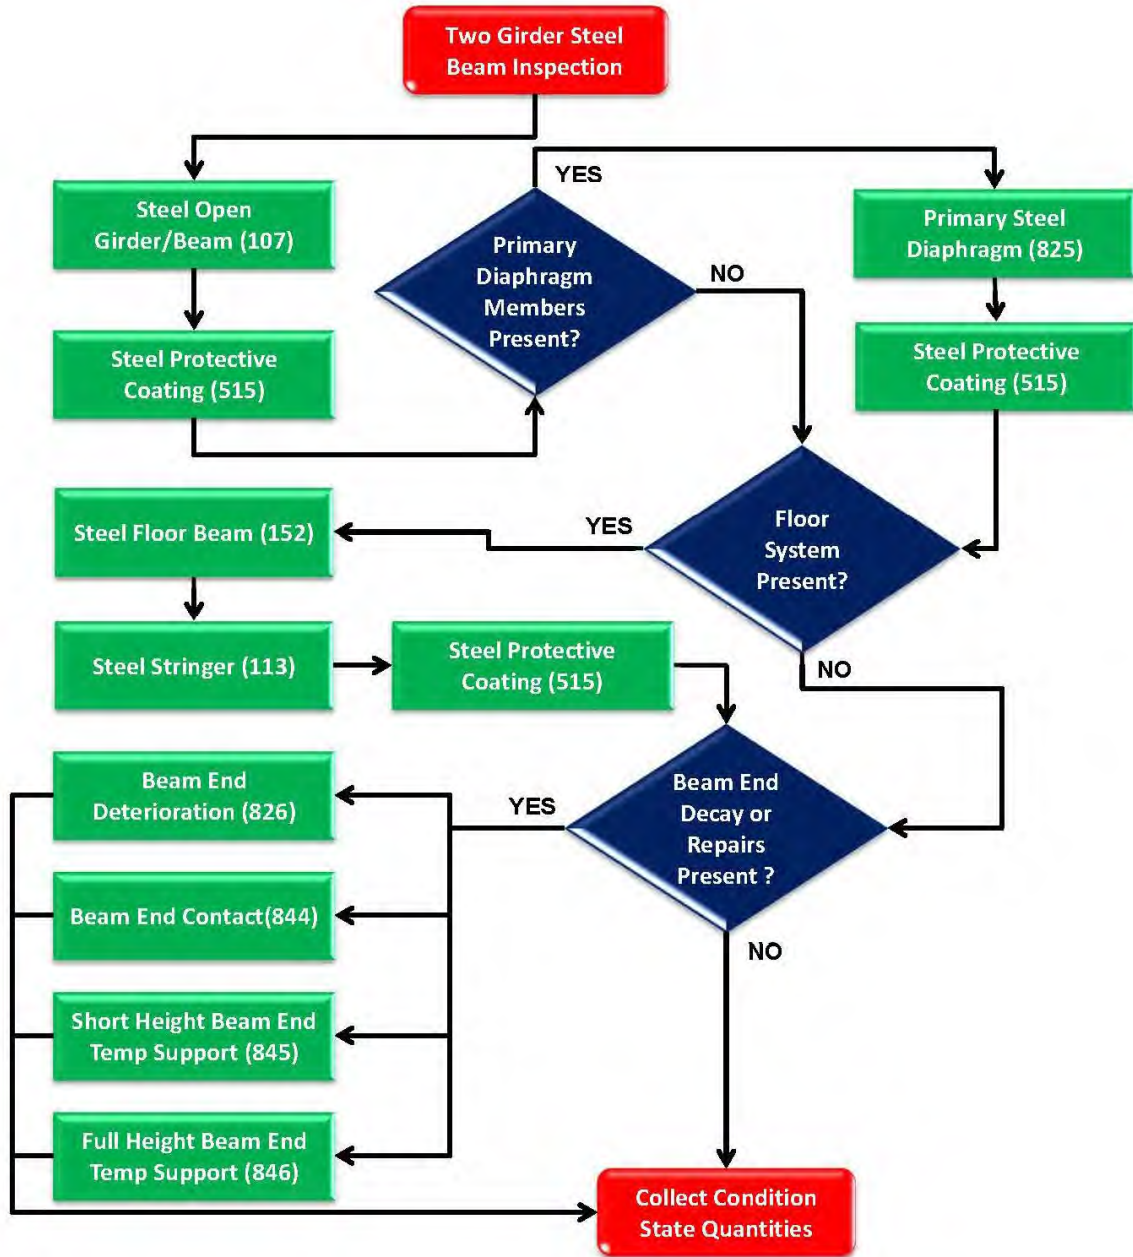 Two Girder Steel
Beam Inspection
YES
Steel Open
Girder/Beam (107)
Primary
Diaphragm
Members
Present?
NO
Primary Steel
Diaphragm (825)
Steel Protective
Coating (515)
Steel Protective
Coating (515)
Steel Floor Beam (152)
YES
Floor
System
Present?
Steel Stringer (113)
Steel Protective
Coating (515)
NO
Beam End
Deterioration (826)
YES
Beam End
Decay or
Repairs
Present ?
Beam End Contact(844)
NO
Short Height Beam End
Temp Support (845)
Full Height Beam End
Temp Support (846)
Collect Condition
State Quantities